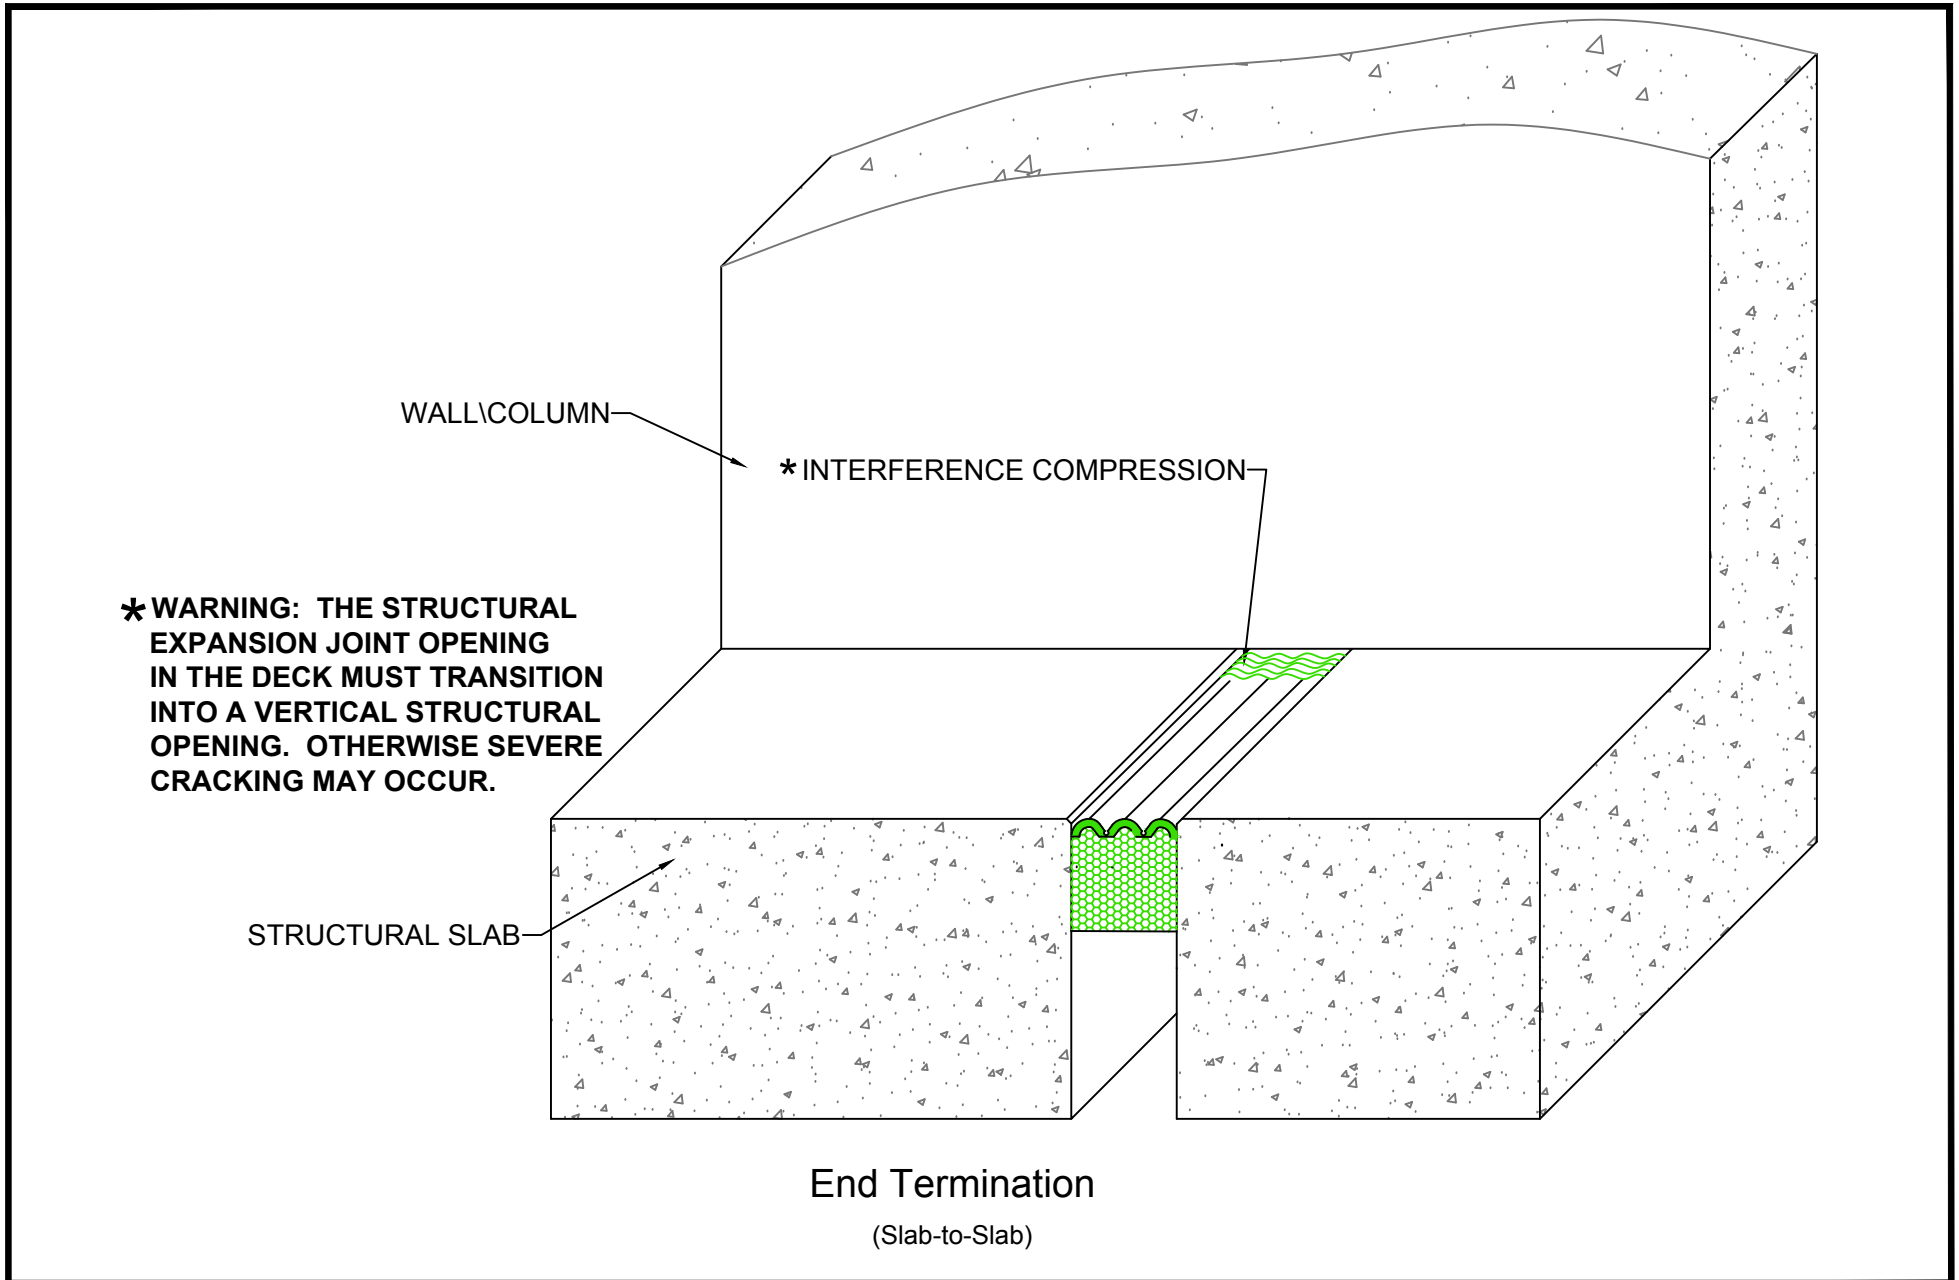 WALL\COLUMN
* INTERFERENCE COMPRESSION
* WARNING: THE STRUCTURAL
EXPANSION JOINT OPENING
IN THE DECK MUST TRANSITION
INTO A VERTICAL STRUCTURAL
OPENING. OTHERWISE SEVERE
CRACKING MAY OCCUR.
STRUCTURAL SLAB
End Termination
(Slab-to-Slab)